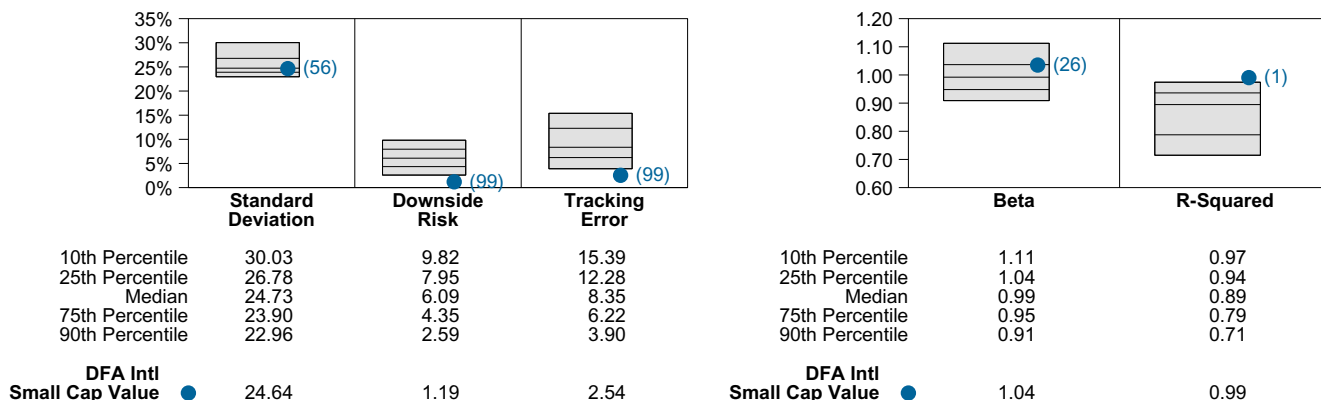 35%
30%
25%
20%
15%
10%
5%
0%
(56)
(99)
(99)
Standard Deviation
Downside Risk
Tracking Error
10th Percentile 30.03 9.82 15.39
25th Percentile 26.78 7.95 12.28
Median 24.73 6.09 8.35
75th Percentile 23.90 4.35 6.22
90th Percentile 22.96 2.59 3.90
DFA Intl
Small Cap Value 24.64 1.19 2.54
1.20
1.10
1.00
0.90
0.80
0.70
0.60
(26)
(1)
Beta R-Squared
10th Percentile 1.11 0.97
25th Percentile 1.04 0.94
Median 0.99 0.89
75th Percentile 0.95 0.79
90th Percentile 0.91 0.71
DFA Intl
Small Cap Value 1.04 0.99